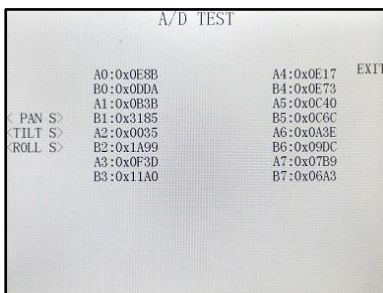 A/D TEST
A0:0x0E8B A4:0x0E17 EXIT
B0:0x0DDA B4:0x0E73
A1:0x0B3B A5:0x0C40
< PAN S> B1:0x3185 B5:0x0C6C
<TILT S> A2:0x0035 A6:0x0A3E
<ROLL S> B2:0x1A99 B6:0x09DC
A3:0x0F3D A7:0x07B9
B3:0x11A0 B7:0x06A3